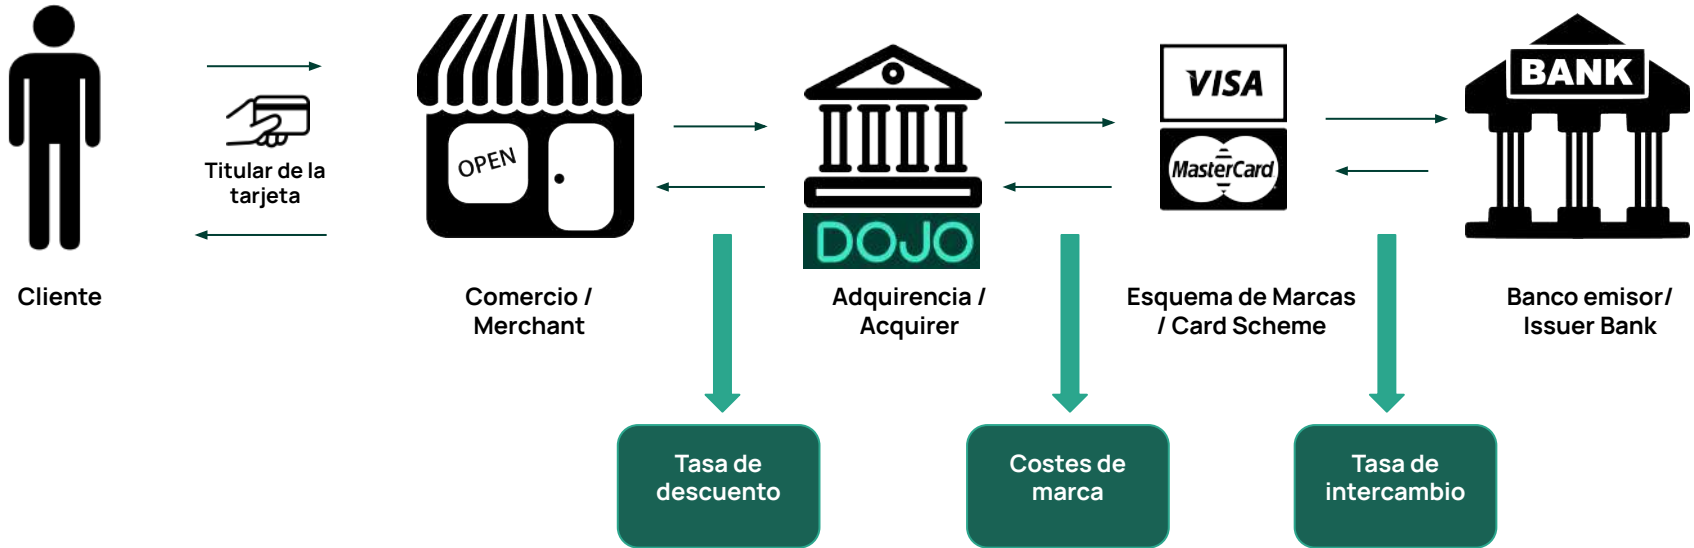 OPEN
VISA
MasterCard
BANK
DOJO
Titular de la
tarjeta
Cliente
Comercio /
Merchant
Adquirencia /
Acquirer
Esquema de Marcas
/ Card Scheme
Banco emisor/
Issuer Bank
Tasa de
descuento
Costes de
marca
Tasa de
intercambio